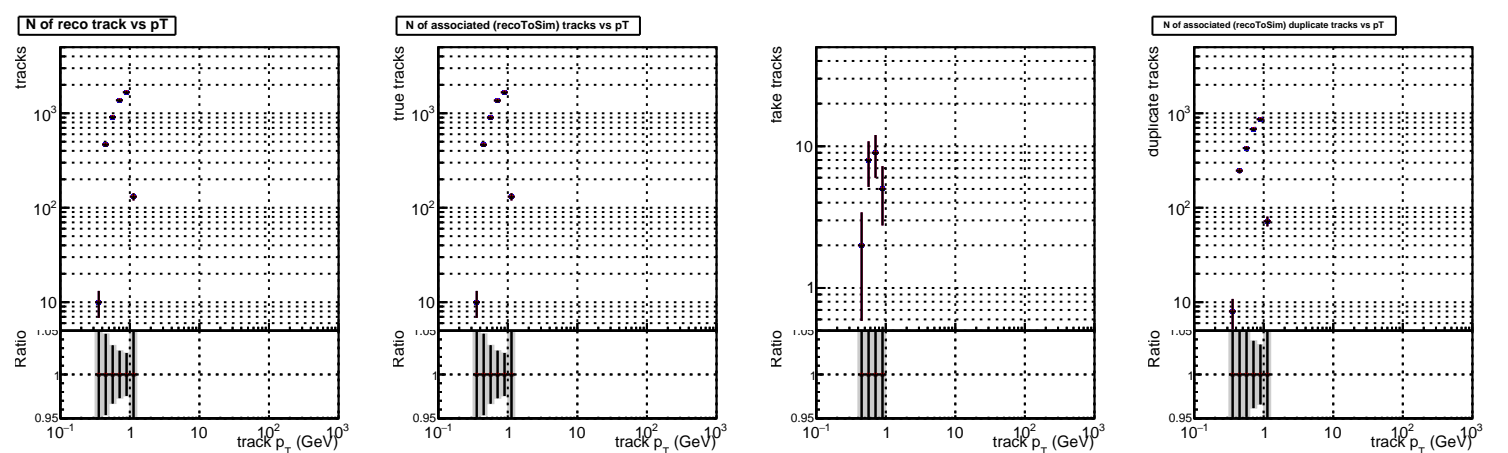 N of reco track vs pT
tracks
10³
10²
10
Ratio
1.05
1
0.95
10⁻¹ 1 10 10² 10³
track p_T (GeV)
N of associated (recoToSim) tracks vs pT
true tracks
10³
10²
10
Ratio
1.05
1
0.95
10⁻¹ 1 10 10² 10³
track p_T (GeV)
fake tracks
10
1
Ratio
1.05
1
0.95
10⁻¹ 1 10 10² 10³
track p_T (GeV)
N of associated (recoToSim) duplicate tracks vs pT
duplicate tracks
10³
10²
10
Ratio
1.05
1
0.95
10⁻¹ 1 10 10² 10³
track p_T (GeV)